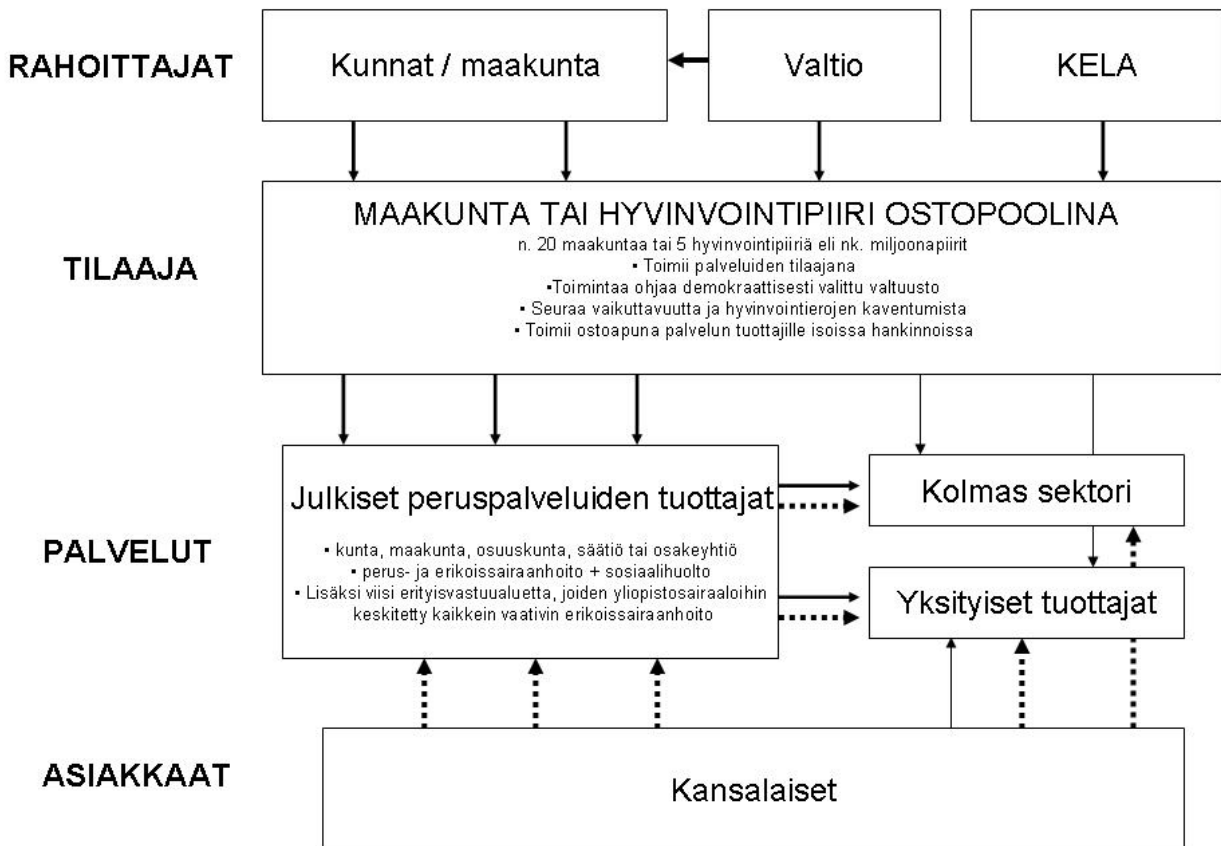 RAHOITTAJAT
Kunnat / maakunta
Valtio
KELA
TILAAJA
MAAKUNTA TAI HYVINVOINTIPIIRI OSTOPOOLINA
n. 20 maakuntaa tai 5 hyvinvointipiiriä eli nk. miljoonapiirit
▪ Toimii palveluiden tilaajana
▪Toimintaa ohjaa demokraattisesti valittu valtuusto
▪ Seuraa vaikuttavuutta ja hyvinvointierojen kaventumista
▪ Toimii ostoapuna palvelun tuottajille isoissa hankinnoissa
PALVELUT
Julkiset peruspalveluiden tuottajat
▪ kunta, maakunta, osuuskunta, säätiö tai osakeyhtiö
▪ perus- ja erikoissairaanhoito + sosiaalihuolto
▪ Lisäksi viisi erityisvastuualuetta, joiden yliopistosairaaloihin
keskitetty kaikkein vaativin erikoissairaanhoito
Kolmas sektori
Yksityiset tuottajat
ASIAKKAAT
Kansalaiset